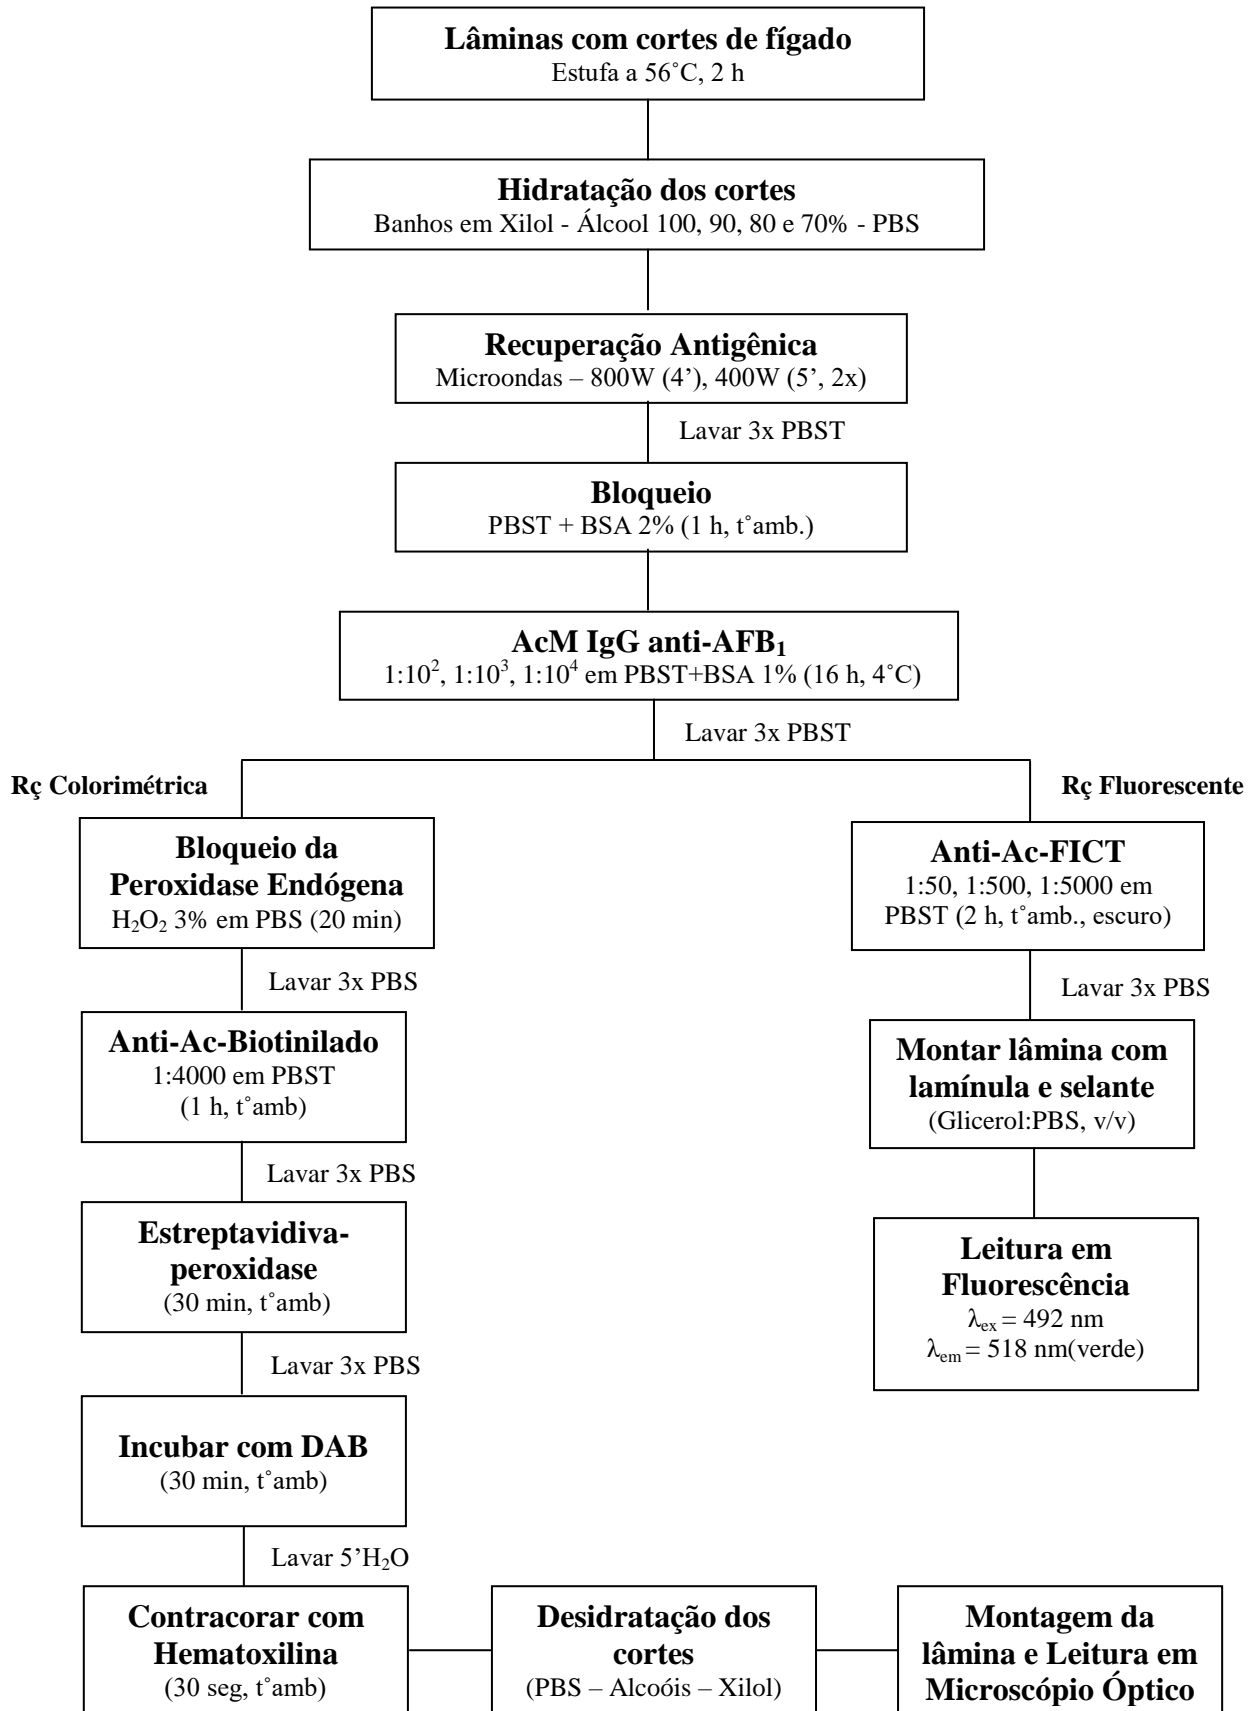 Lâminas com cortes de fígado
Estufa a 56˚C, 2 h
Hidratação dos cortes
Banhos em Xilol - Álcool 100, 90, 80 e 70% - PBS
Recuperação Antigênica
Microondas – 800W (4’), 400W (5’, 2x)
Lavar 3x PBST
Bloqueio
PBST + BSA 2% (1 h, t˚amb.)
AcM IgG anti-AFB₁
1:10², 1:10³, 1:10⁴ em PBST+BSA 1% (16 h, 4˚C)
Lavar 3x PBST
Rç Colorimétrica
Bloqueio da
Peroxidase Endógena
H₂O₂ 3% em PBS (20 min)
Lavar 3x PBS
Anti-Ac-Biotinilado
1:4000 em PBST
(1 h, t˚amb)
Lavar 3x PBS
Estreptavidiva-
peroxidase
(30 min, t˚amb)
Lavar 3x PBS
Incubar com DAB
(30 min, t˚amb)
Lavar 5’H₂O
Contracorar com
Hematoxilina
(30 seg, t˚amb)
Desidratação dos
cortes
(PBS – Alcoóis – Xilol)
Montagem da
lâmina e Leitura em
Microscópio Óptico
Rç Fluorescente
Anti-Ac-FICT
1:50, 1:500, 1:5000 em
PBST (2 h, t˚amb., escuro)
Lavar 3x PBS
Montar lâmina com
lamínula e selante
(Glicerol:PBS, v/v)
Leitura em
Fluorescência
λₑₓ = 492 nm
λₑₘ = 518 nm(verde)